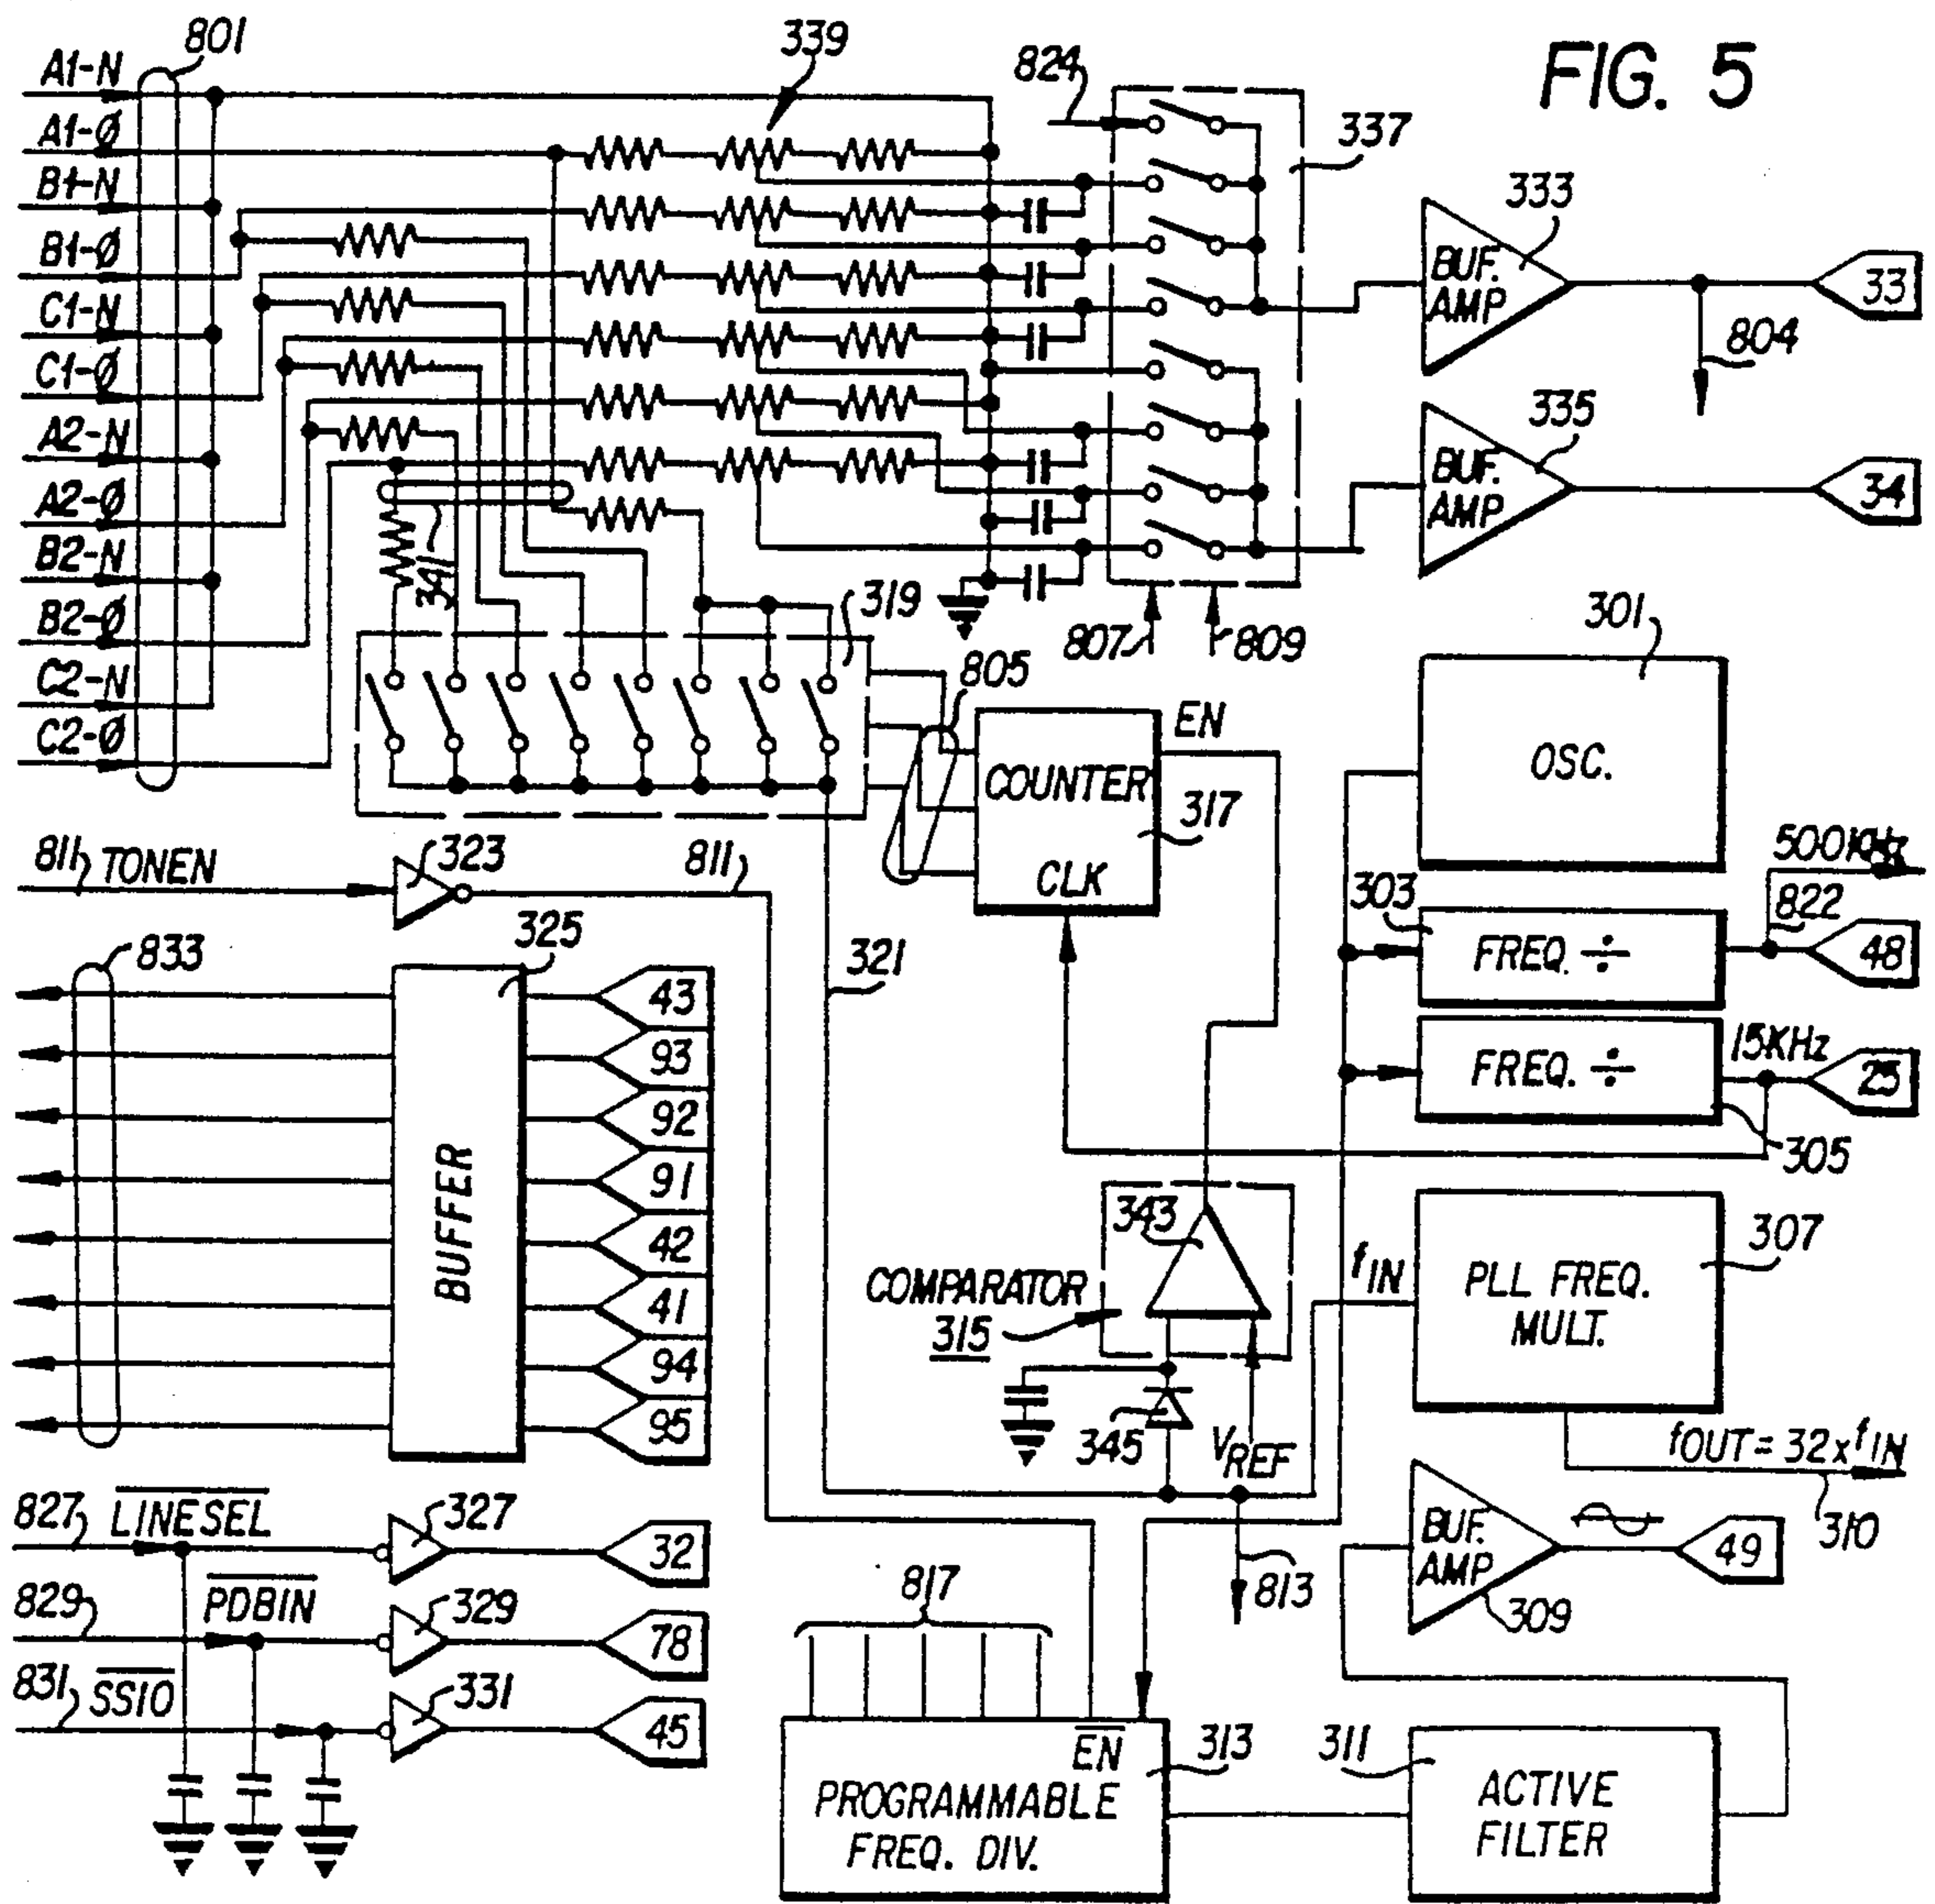 FIG. 5
801
A1-N
A1-Ø
B1-N
B1-Ø
C1-N
C1-Ø
A2-N
A2-Ø
B2-N
B2-Ø
C2-N
C2-Ø
339
824
337
333
BUF. AMP
33
804
335
BUF. AMP
34
341
319
807
809
805
COUNTER
EN
317
CLK
301
OSC.
500KHz
822
303
FREQ. ÷
48
FREQ. ÷
15KHz
25
305
811
TONEN
323
811
321
833
325
BUFFER
43
93
92
91
42
41
94
95
343
COMPARATOR
315
345
VREF
fIN
PLL FREQ. MULT.
307
fOUT = 32 x fIN
310
813
BUF. AMP
309
49
827
LINESEL
327
32
829
PDBIN
329
78
831
SSIO
331
45
817
EN
313
PROGRAMMABLE
FREQ. DIV.
311
ACTIVE
FILTER